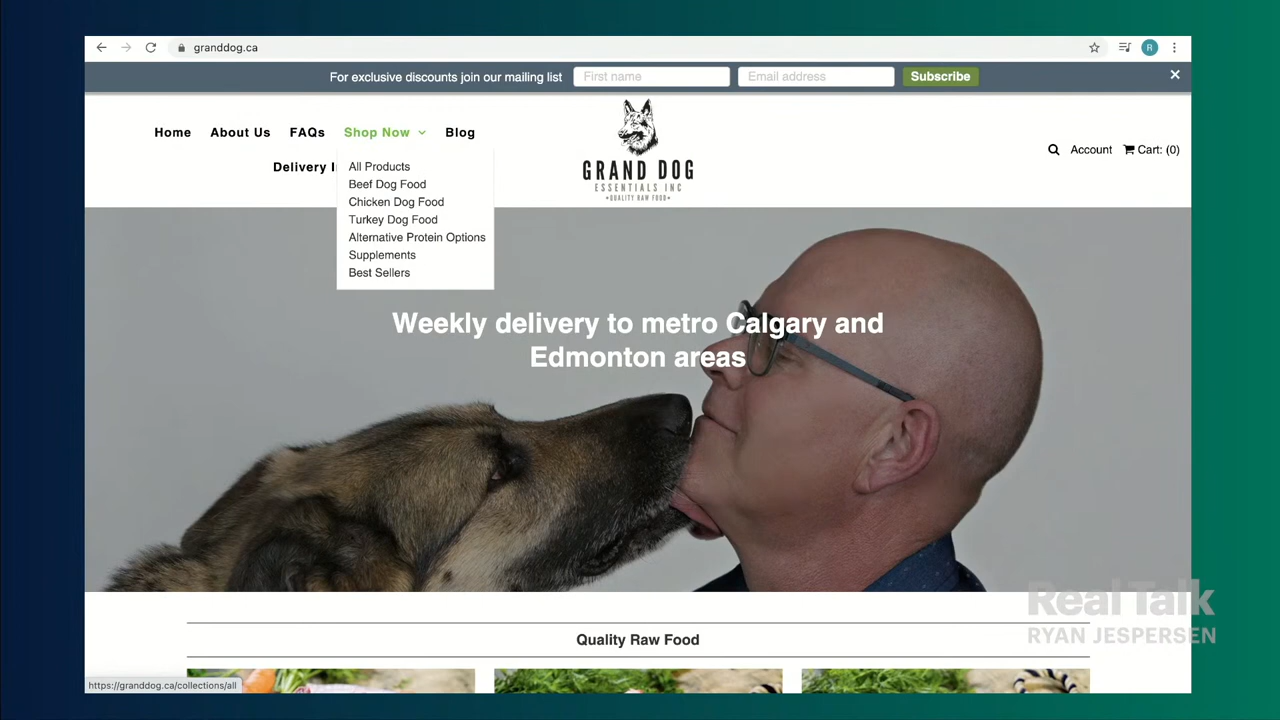 granddog.ca
R
For exclusive discounts join our mailing list First name Email address Subscribe
Home About Us FAQs Shop Now Blog
Delivery I
All Products
Beef Dog Food
Chicken Dog Food
Turkey Dog Food
Alternative Protein Options
Supplements
Best Sellers
GRAND DOG
ESSENTIALS INC
•QUALITY RAW FOOD•
Account Cart: (0)
Weekly delivery to metro Calgary and
Edmonton areas
Real Talk
RYAN JESPERSEN
Quality Raw Food
https://granddog.ca/collections/all